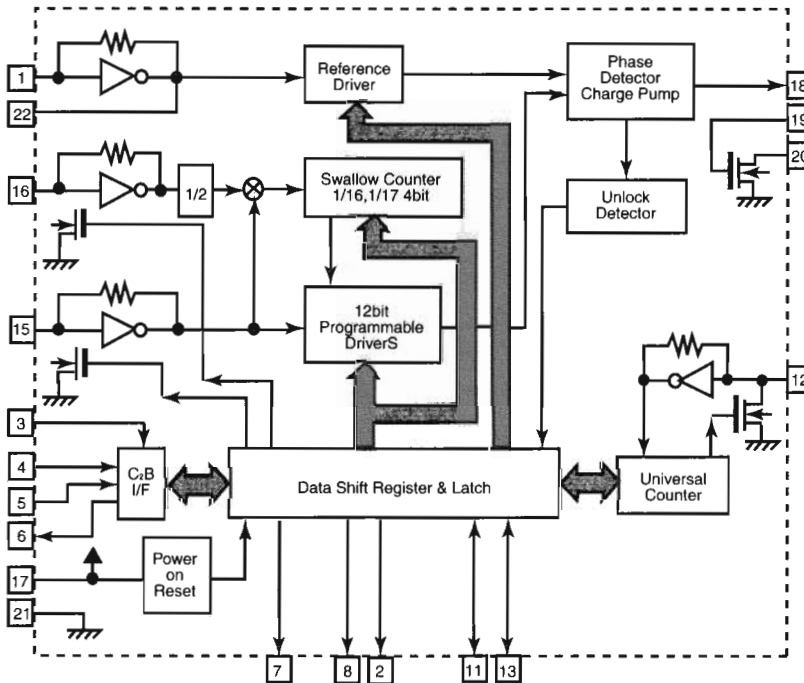 1
Reference
Driver
Phase
Detector
Charge Pump
18
22
19
20
16
1/2
Swallow Counter
1/16,1/17 4bit
Unlock
Detector
15
12bit
Programmable
DriverS
12
3
4
C₂B
I/F
Data Shift Register & Latch
Universal
Counter
5
6
17
Power
on
Reset
21
7
8
2
11
13